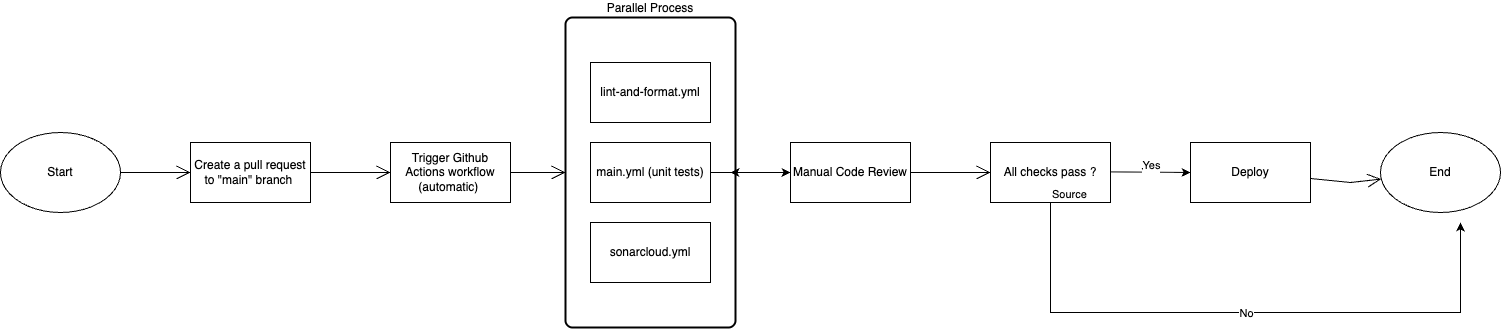 Parallel Process
lint-and-format.yml
Start
Create a pull request
to "main" branch
Trigger Github
Actions workflow
(automatic)
main.yml (unit tests)
Manual Code Review
All checks pass ?
Source
Yes
Deploy
End
sonarcloud.yml
No